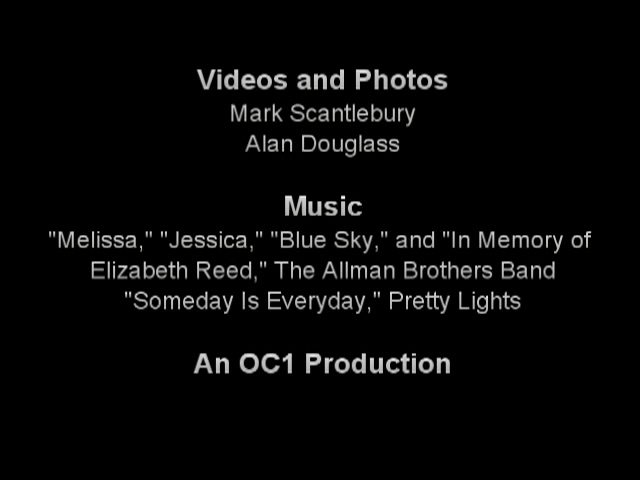 Videos and Photos
Mark Scantlebury
Alan Douglass
Music
"Melissa," "Jessica," "Blue Sky," and "In Memory of
Elizabeth Reed," The Allman Brothers Band
"Someday Is Everyday," Pretty Lights
An OC1 Production